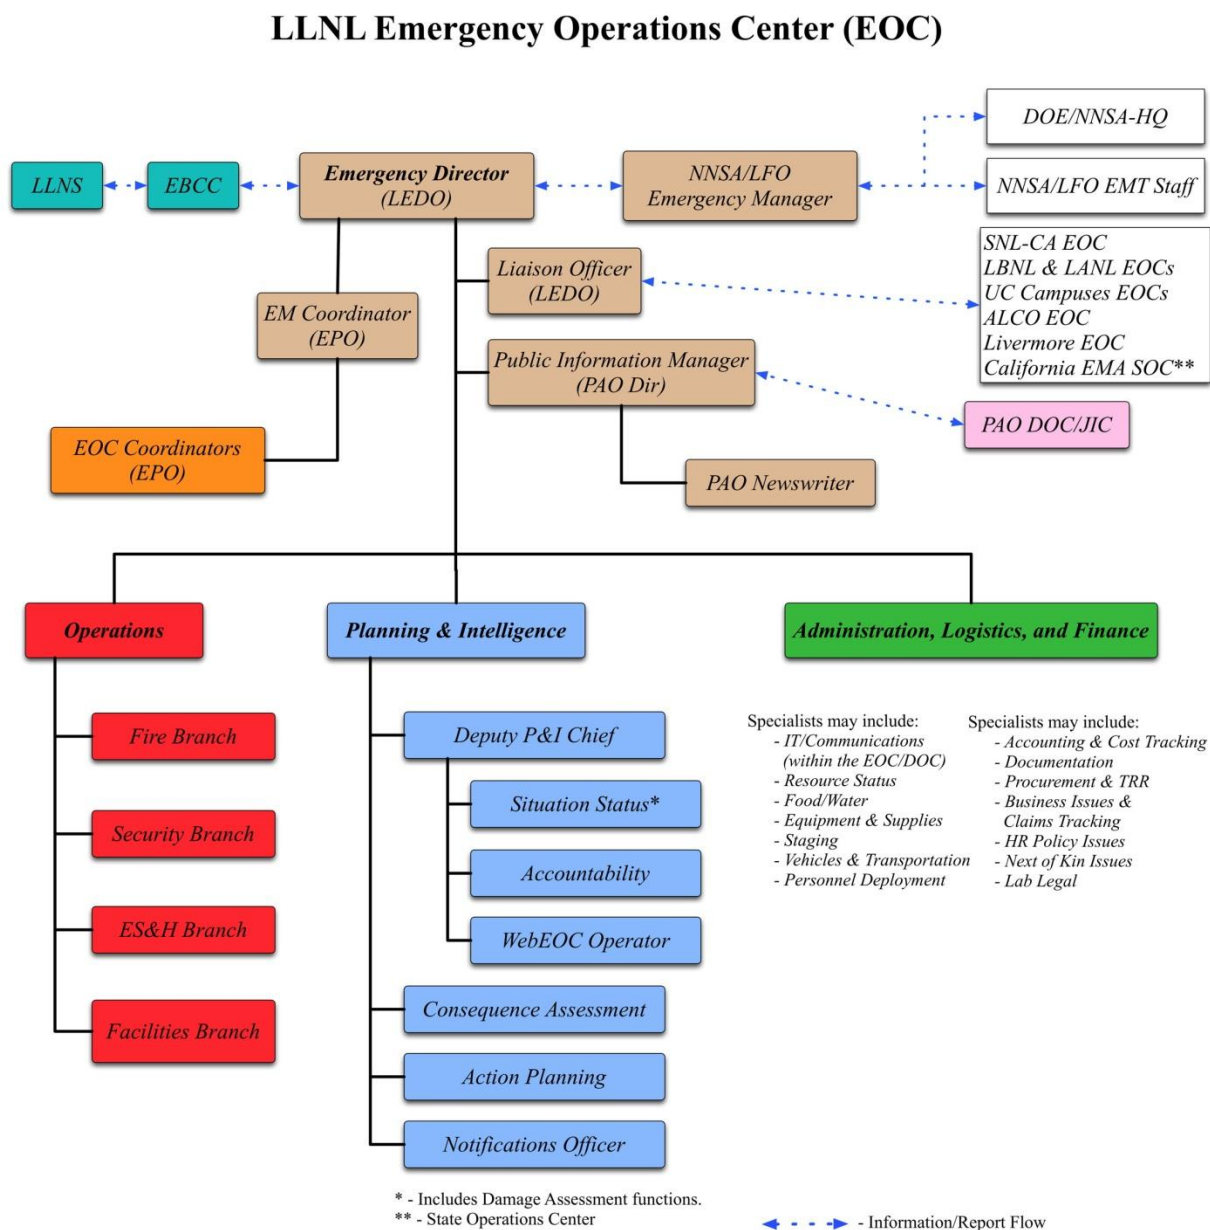 LLNL Emergency Operations Center (EOC)
DOE/NNSA-HQ
LLNS
EBCC
Emergency Director
(LEDO)
NNSA/LFO
Emergency Manager
NNSA/LFO EMT Staff
Liaison Officer
(LEDO)
SNL-CA EOC
LBNL & LANL EOCs
UC Campuses EOCs
ALCO EOC
Livermore EOC
California EMA SOC**
EM Coordinator
(EPO)
Public Information Manager
(PAO Dir)
PAO DOC/JIC
EOC Coordinators
(EPO)
PAO Newswriter
Operations
Planning & Intelligence
Administration, Logistics, and Finance
Fire Branch
Security Branch
ES&H Branch
Facilities Branch
Deputy P&I Chief
Situation Status*
Accountability
WebEOC Operator
Consequence Assessment
Action Planning
Notifications Officer
Specialists may include:
- IT/Communications
(within the EOC/DOC)
- Resource Status
- Food/Water
- Equipment & Supplies
- Staging
- Vehicles & Transportation
- Personnel Deployment
Specialists may include:
- Accounting & Cost Tracking
- Documentation
- Procurement & TRR
- Business Issues &
Claims Tracking
- HR Policy Issues
- Next of Kin Issues
- Lab Legal
* - Includes Damage Assessment functions.
** - State Operations Center
- Information/Report Flow